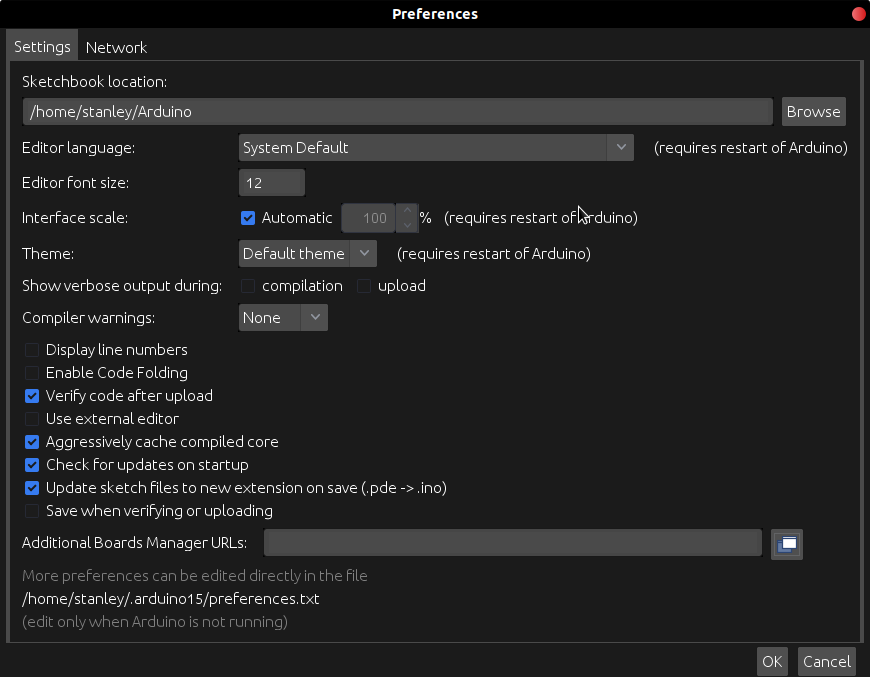 Preferences
Settings Network
Sketchbook location:
/home/stanley/Arduino Browse
Editor language: System Default (requires restart of Arduino)
Editor font size: 12
Interface scale: Automatic 100 % (requires restart of Arduino)
Theme: Default theme (requires restart of Arduino)
Show verbose output during: compilation upload
Compiler warnings: None
Display line numbers
Enable Code Folding
Verify code after upload
Use external editor
Aggressively cache compiled core
Check for updates on startup
Update sketch files to new extension on save (.pde -> .ino)
Save when verifying or uploading
Additional Boards Manager URLs:
More preferences can be edited directly in the file
/home/stanley/.arduino15/preferences.txt
(edit only when Arduino is not running)
OK Cancel